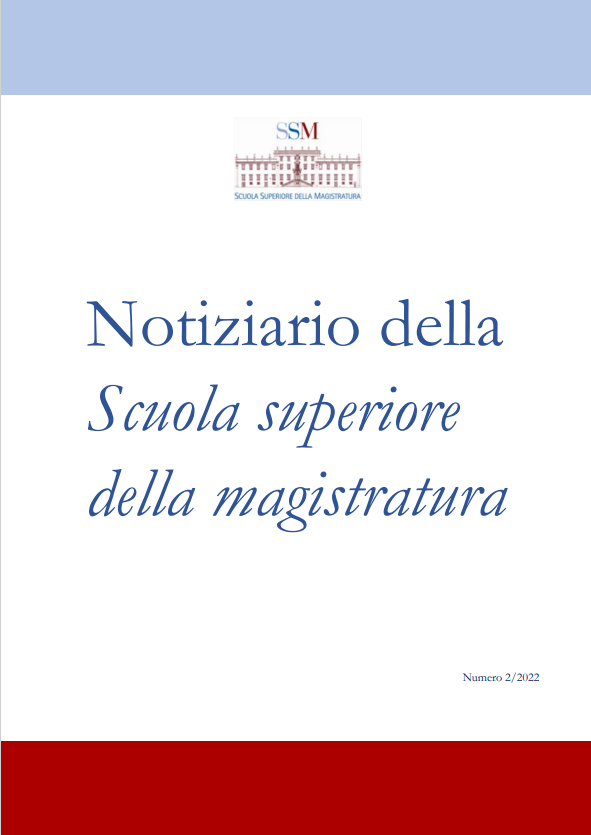 SSM
SCUOLA SUPERIORE DELLA MAGISTRATURA
Notiziario della
Scuola superiore
della magistratura
Numero 2/2022